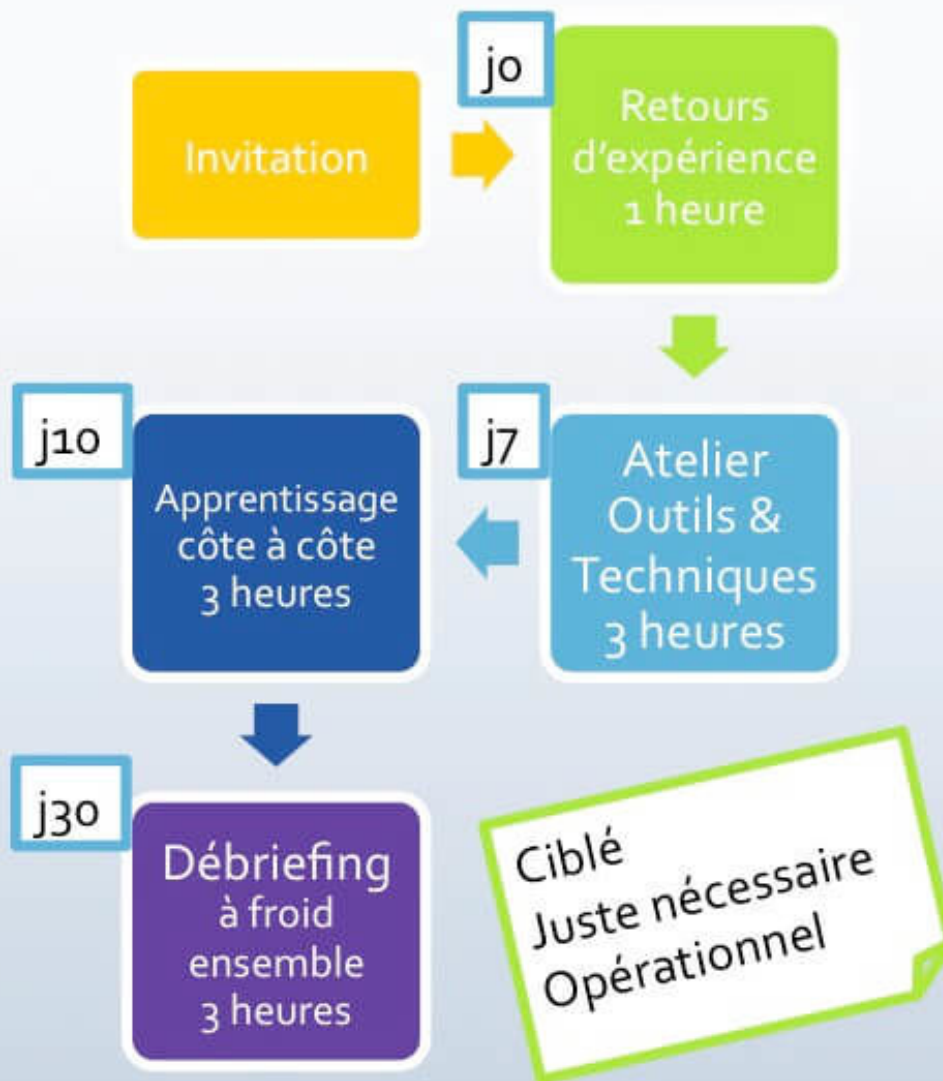 Invitation
j0
Retours
d'expérience
1 heure
j7
Atelier
Outils &
Techniques
3 heures
j10
Apprentissage
côte à côte
3 heures
j30
Débriefing
à froid
ensemble
3 heures
Ciblé
Juste nécessaire
Opérationnel